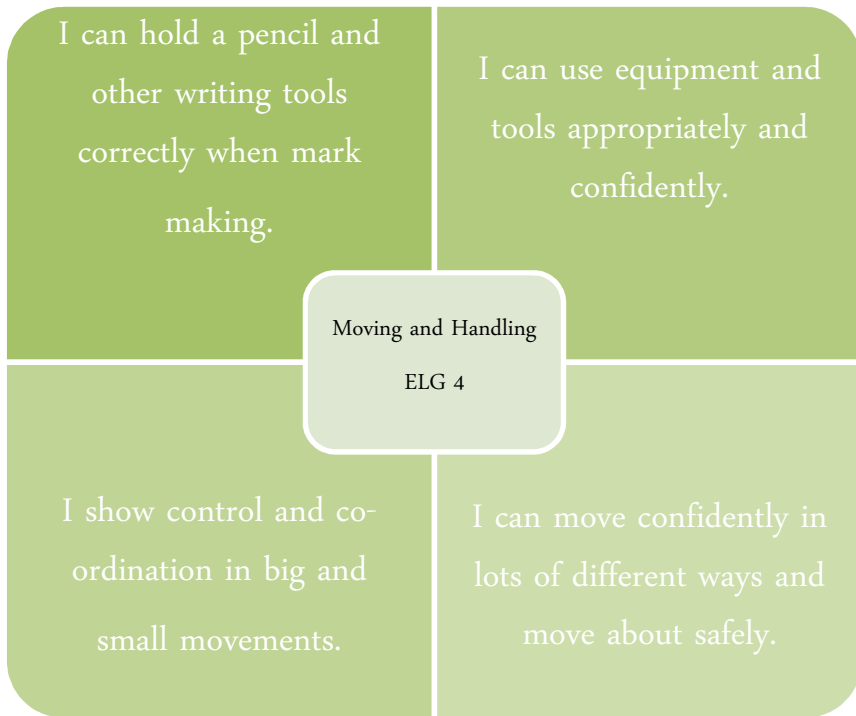 I can hold a pencil and
other writing tools
correctly when mark
making.
I can use equipment and
tools appropriately and
confidently.
Moving and Handling
ELG 4
I show control and co-
ordination in big and
small movements.
I can move confidently in
lots of different ways and
move about safely.